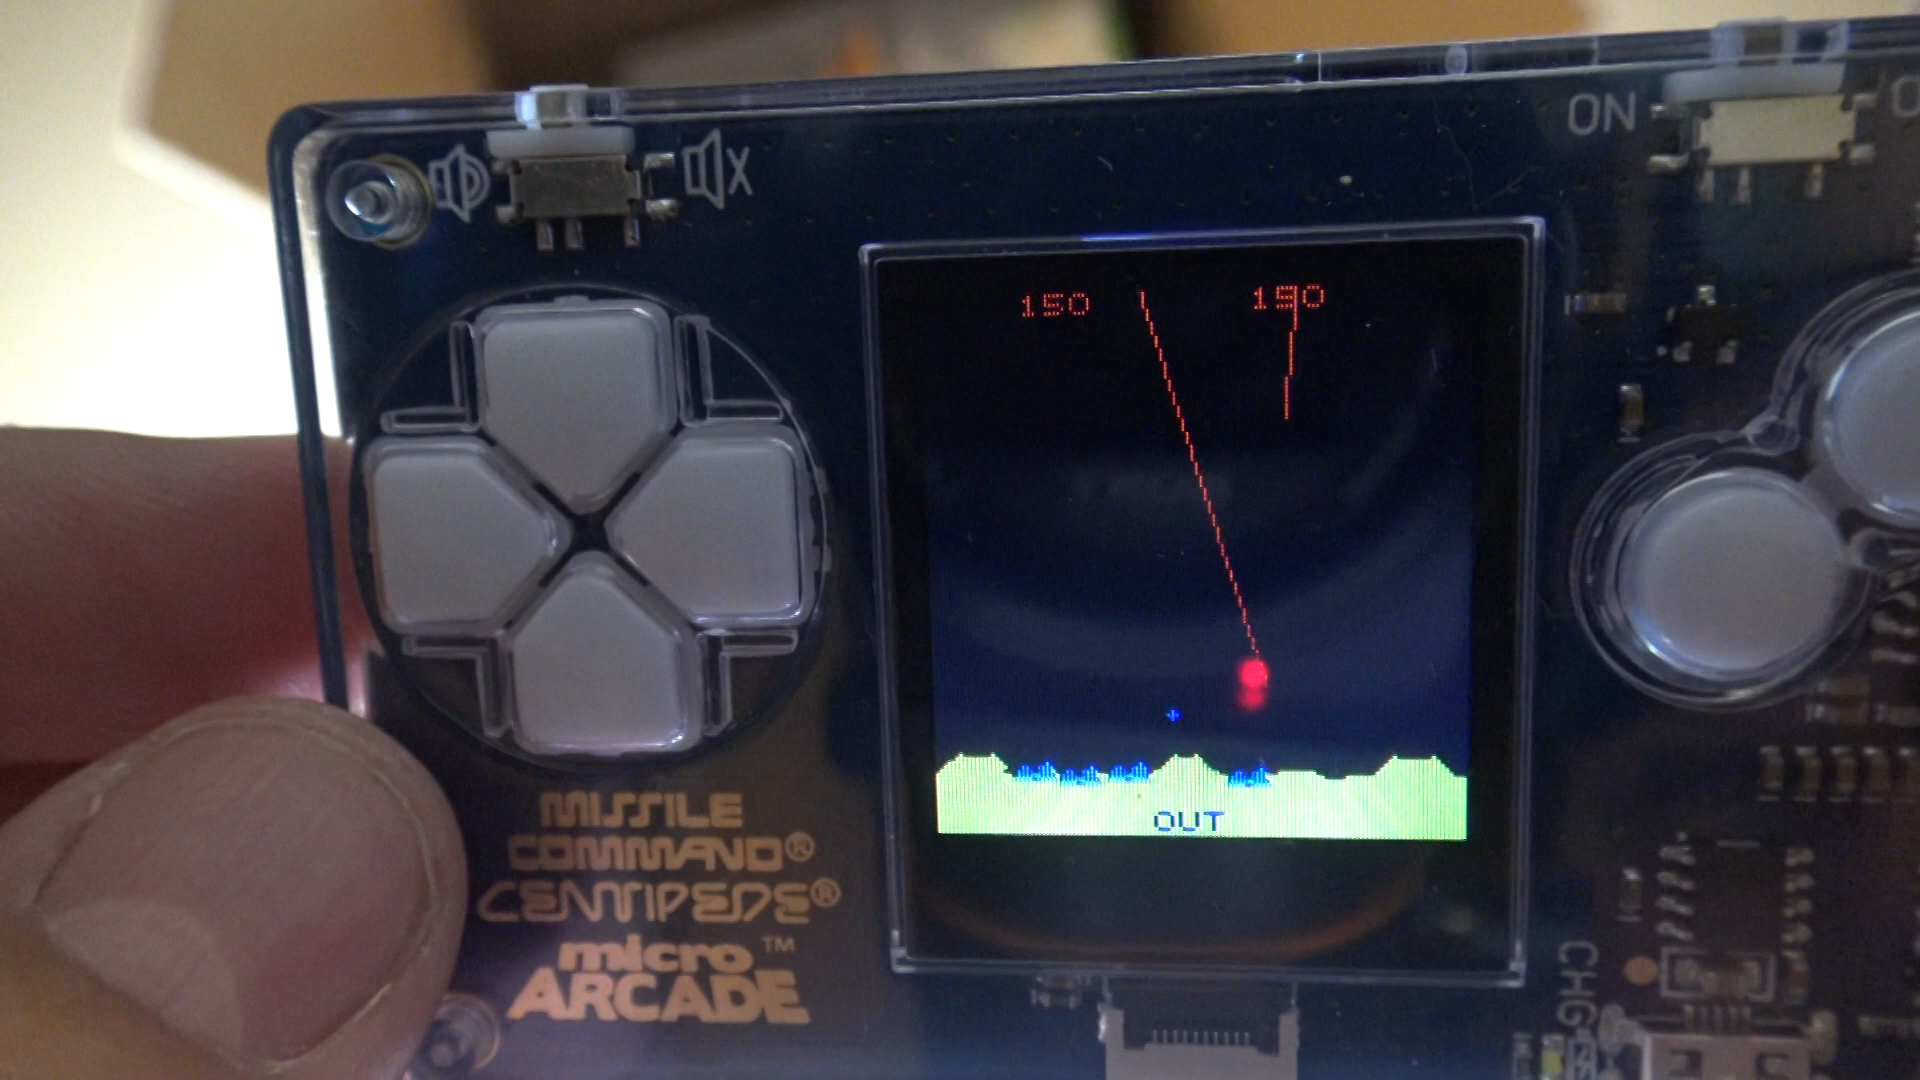 ON
150 150
OUT
MISSILE
COMMAND®
CENTIPEDE®
micro™
ARCADE
CHG